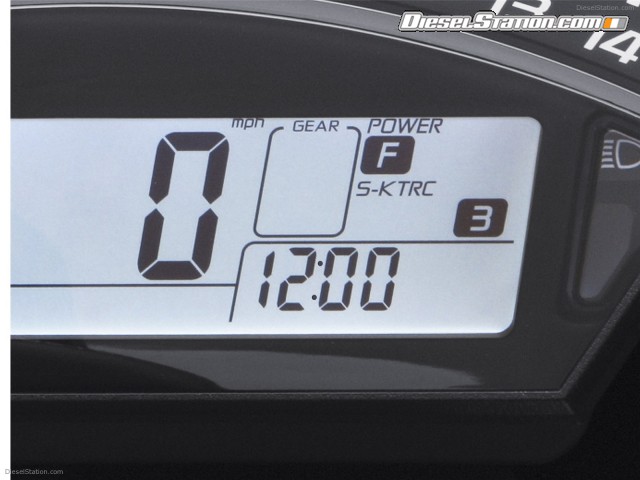 DieselStation.com
DIESELSTATION.COM
13
14
mph
GEAR
POWER
0
F
S-KTRC
3
12:00
DieselStation.com